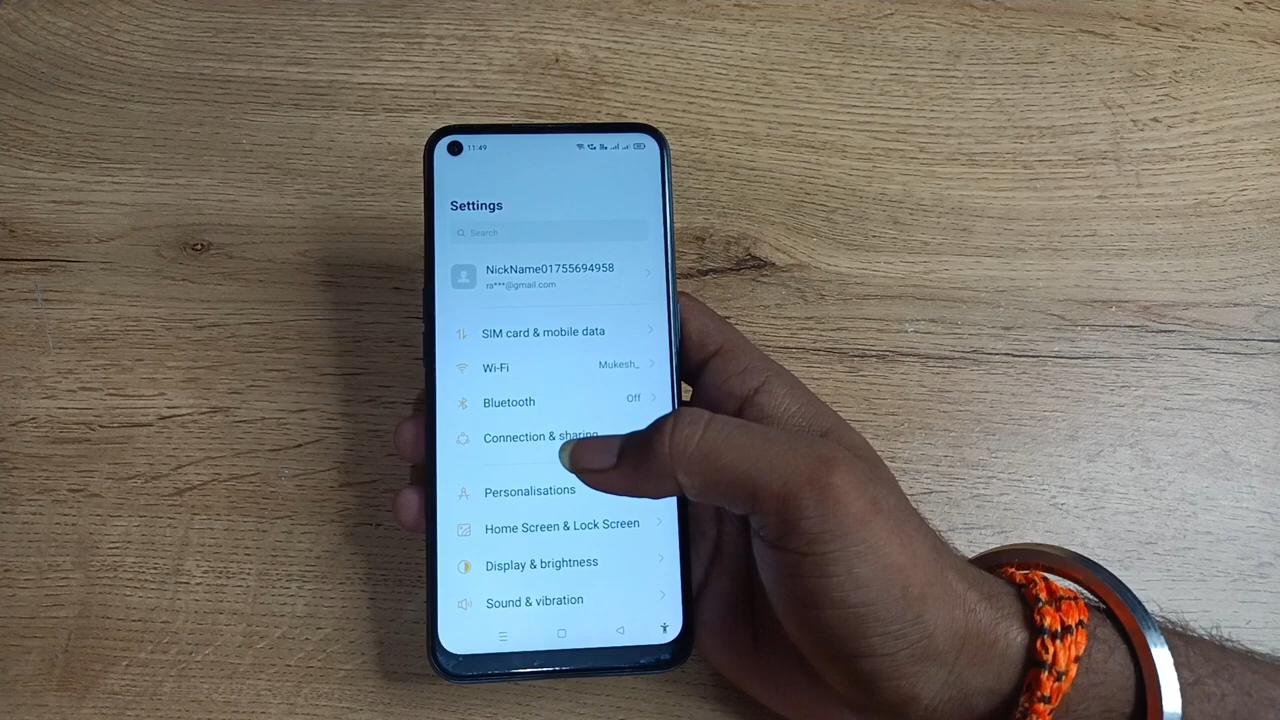 11:49
Settings
Search
NickName01755694958
ra***@gmail.com
SIM card & mobile data
Wi-Fi Mukesh_
Bluetooth Off
Connection & sharing
Personalisations
Home Screen & Lock Screen
Display & brightness
Sound & vibration